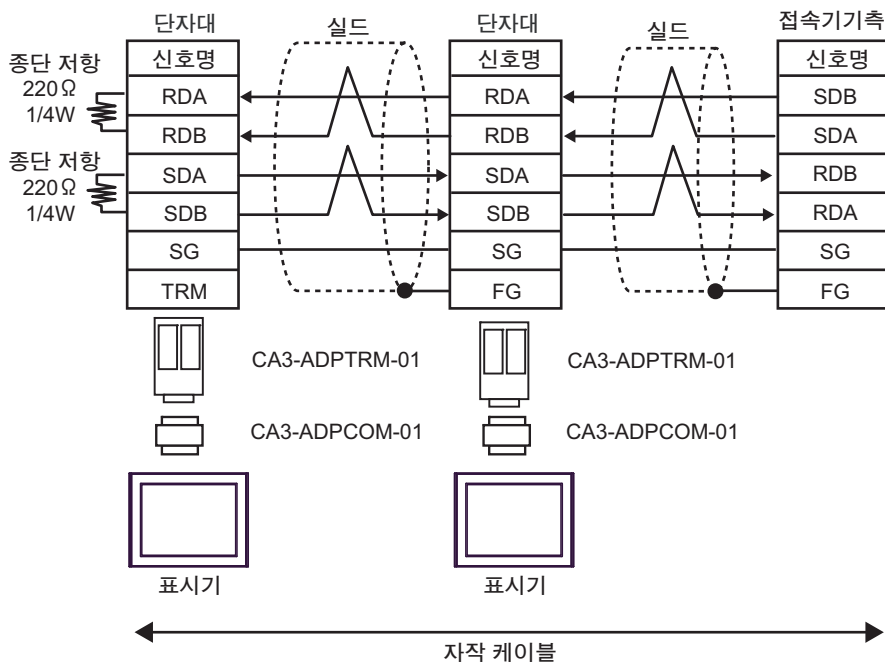 단자대
실드
단자대
실드
접속기기측
종단 저항
220Ω
1/4W
종단 저항
220Ω
1/4W
신호명
RDA
RDB
SDA
SDB
SG
TRM
신호명
RDA
RDB
SDA
SDB
SG
FG
신호명
SDB
SDA
RDB
RDA
SG
FG
CA3-ADPTRM-01
CA3-ADPTRM-01
CA3-ADPCOM-01
CA3-ADPCOM-01
표시기
표시기
자작 케이블